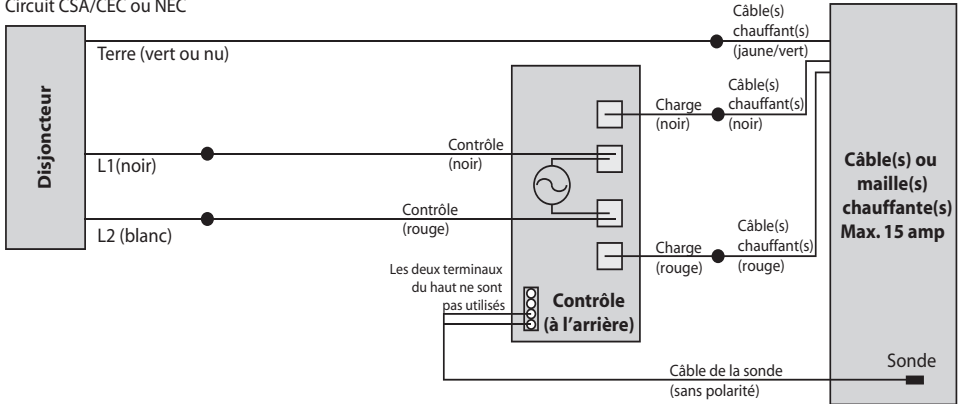 Circuit CSA/CEC ou NEC
Disjoncteur
Terre (vert ou nu)
L1(noir)
L2 (blanc)
Contrôle
(noir)
Contrôle
(rouge)
Les deux terminaux
du haut ne sont
pas utilisés
Contrôle
(à l'arrière)
Charge
(noir)
Charge
(rouge)
Câble(s)
chauffant(s)
(jaune/vert)
Câble(s)
chauffant(s)
(noir)
Câble(s)
chauffant(s)
(rouge)
Câble(s) ou
maille(s)
chauffante(s)
Max. 15 amp
Sonde
Câble de la sonde
(sans polarité)